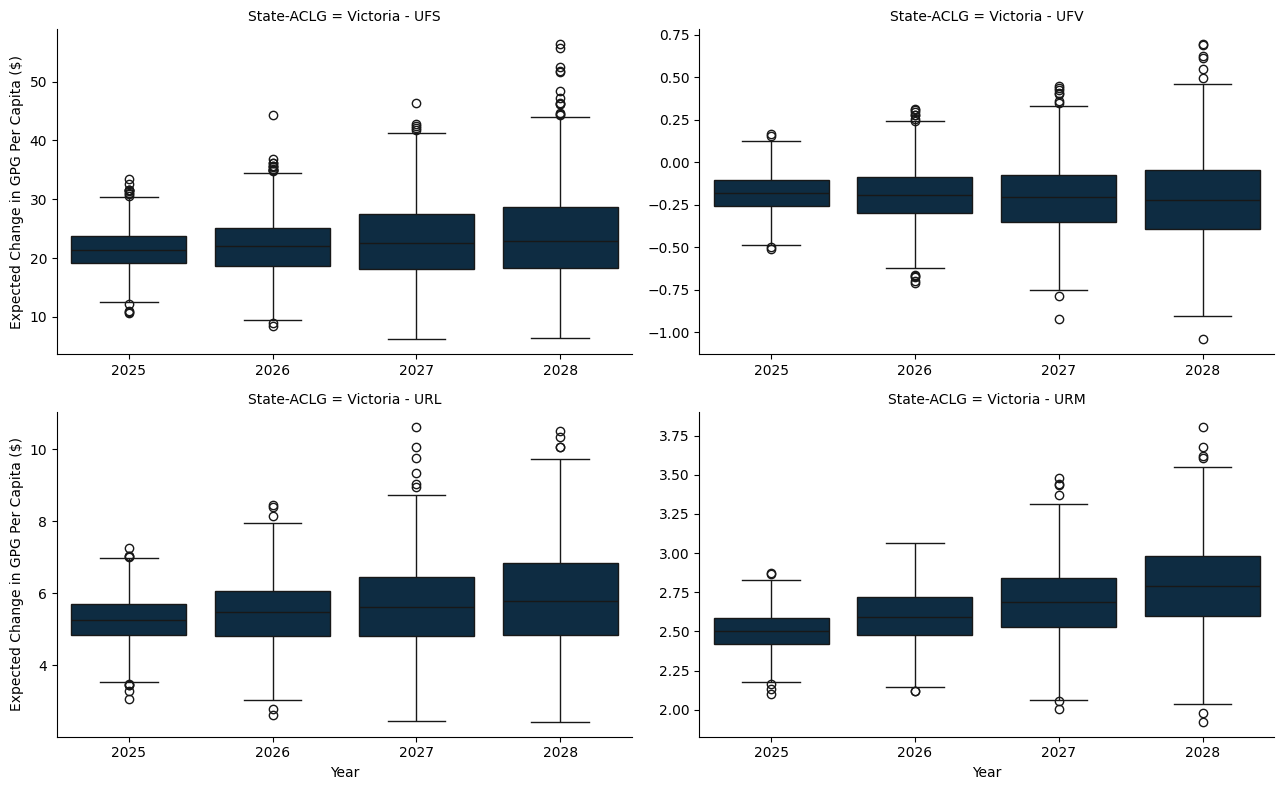 State-ACLG = Victoria - UFS
Expected Change in GPG Per Capita ($)
50
40
30
20
10
2025 2026 2027 2028
State-ACLG = Victoria - UFV
0.75
0.50
0.25
0.00
−0.25
−0.50
−0.75
−1.00
2025 2026 2027 2028
State-ACLG = Victoria - URL
Expected Change in GPG Per Capita ($)
10
8
6
4
2025 2026 2027 2028
Year
State-ACLG = Victoria - URM
3.75
3.50
3.25
3.00
2.75
2.50
2.25
2.00
2025 2026 2027 2028
Year